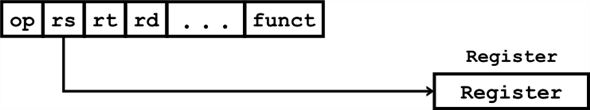 op rs rt rd ... funct
Register
Register